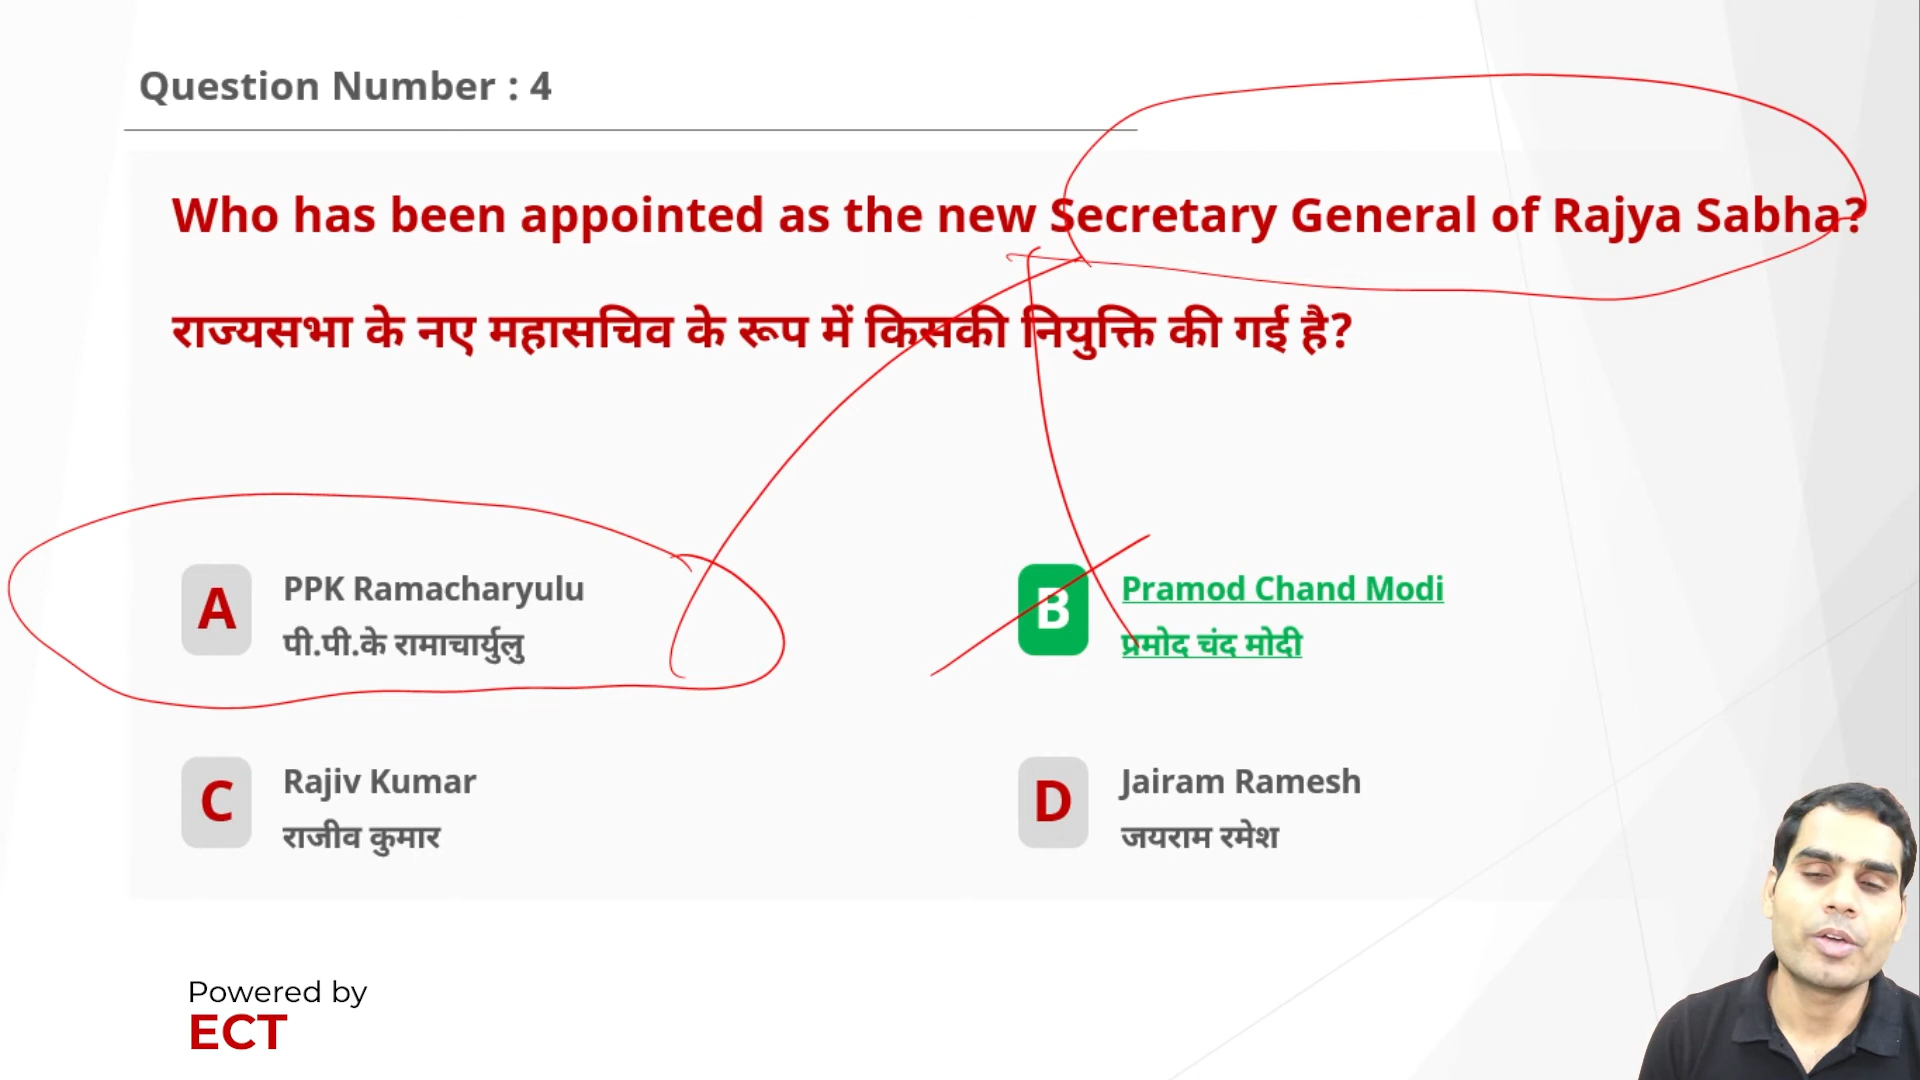 Question Number : 4
Who has been appointed as the new Secretary General of Rajya Sabha?
राज्यसभा के नए महासचिव के रूप में किसकी नियुक्ति की गई है?
A
PPK Ramacharyulu
पी.पी.के रामाचार्युलु
B
Pramod Chand Modi
प्रमोद चंद मोदी
C
Rajiv Kumar
राजीव कुमार
D
Jairam Ramesh
जयराम रमेश
Powered by
ECT